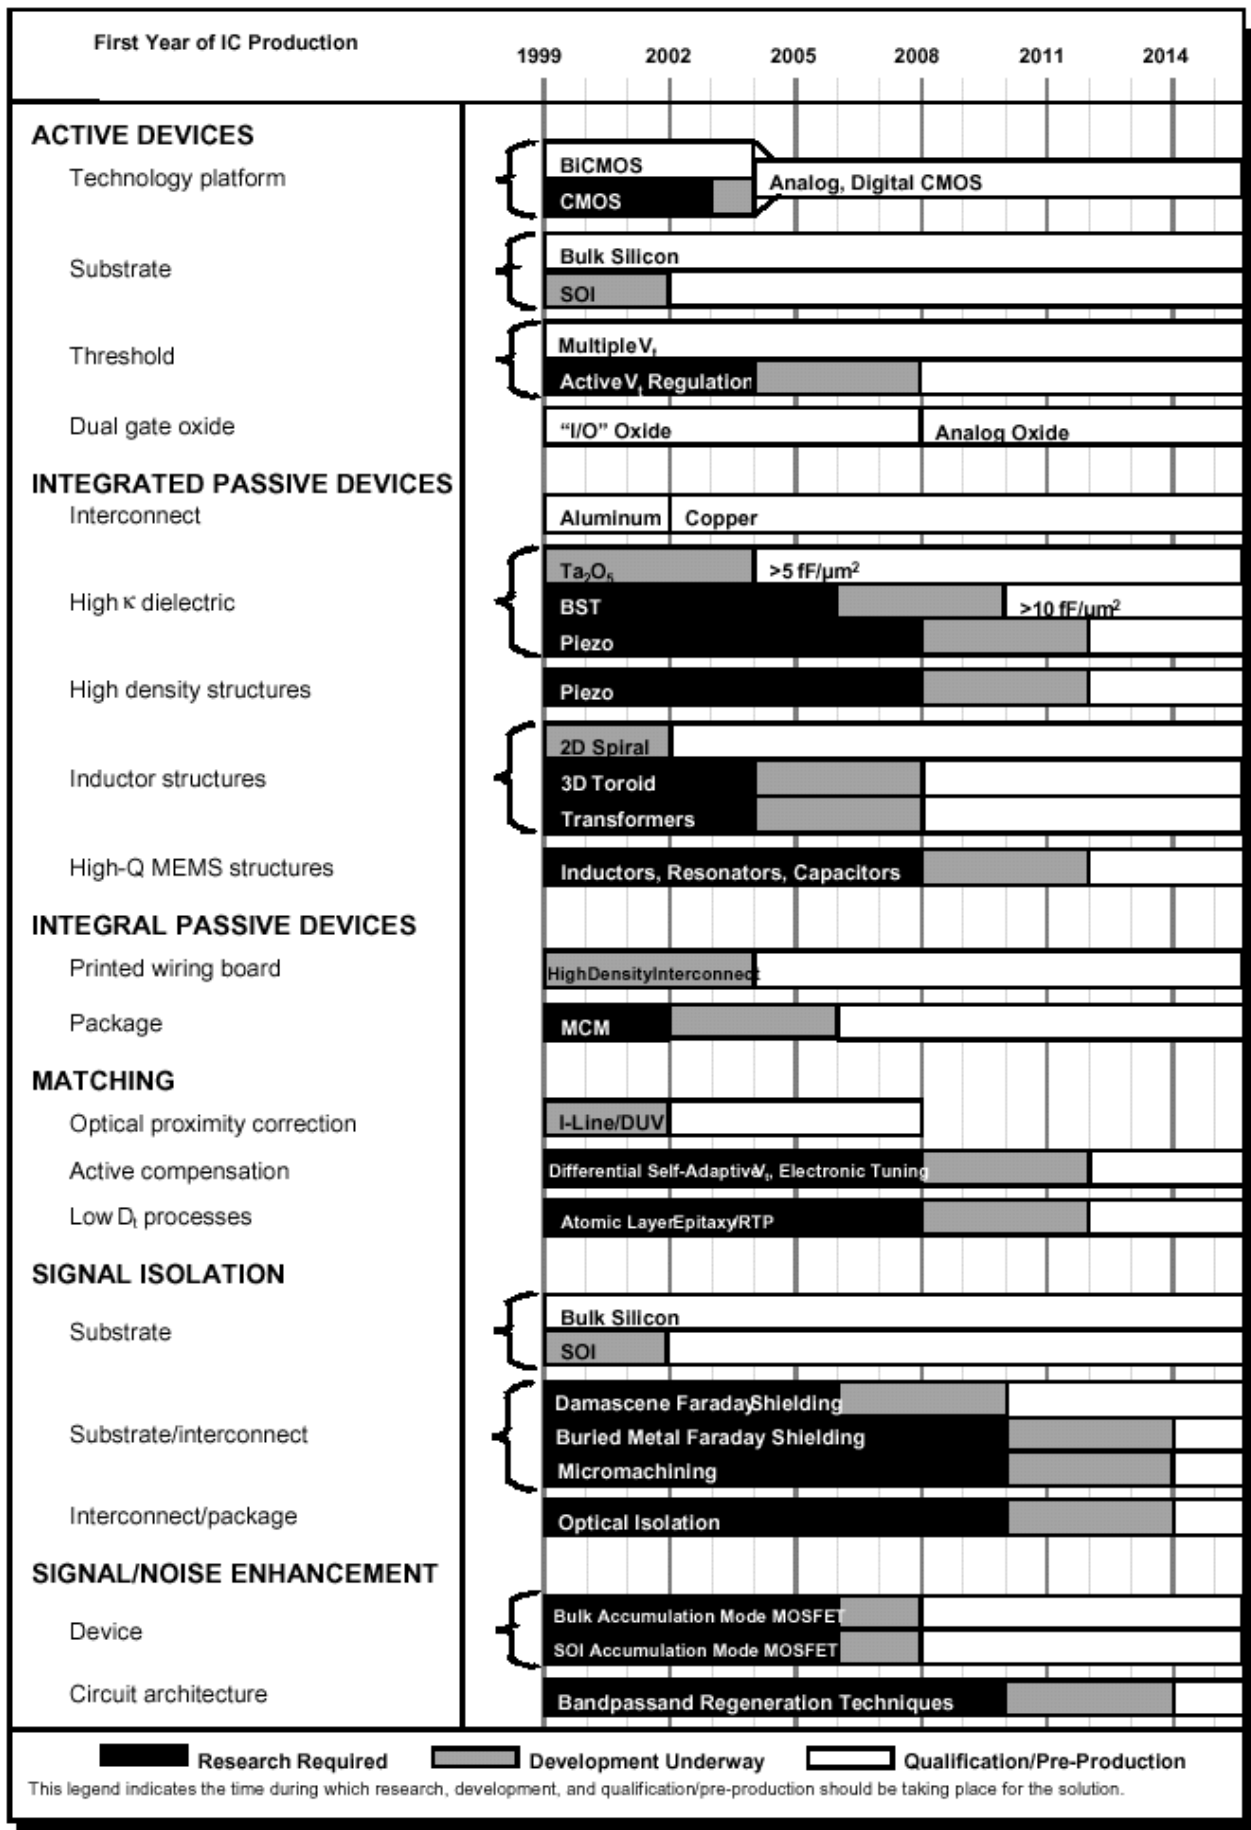 First Year of IC Production
1999 2002 2005 2008 2011 2014
ACTIVE DEVICES
Technology platform
BiCMOS
CMOS
Analog, Digital CMOS
Substrate
Bulk Silicon
SOI
Threshold
Multiple Vt
Active Vt Regulation
Dual gate oxide
“I/O” Oxide
Analog Oxide
INTEGRATED PASSIVE DEVICES
Interconnect
Aluminum
Copper
High κ dielectric
Ta2O5
>5 fF/µm2
BST
>10 fF/µm2
Piezo
High density structures
Piezo
Inductor structures
2D Spiral
3D Toroid
Transformers
High-Q MEMS structures
Inductors, Resonators, Capacitors
INTEGRAL PASSIVE DEVICES
Printed wiring board
HighDensityInterconnect
Package
MCM
MATCHING
Optical proximity correction
I-Line/DUV
Active compensation
Differential Self-Adaptive Vt, Electronic Tuning
Low Dt processes
Atomic Layer Epitaxy/RTP
SIGNAL ISOLATION
Substrate
Bulk Silicon
SOI
Substrate/interconnect
Damascene Faraday Shielding
Buried Metal Faraday Shielding
Micromachining
Interconnect/package
Optical Isolation
SIGNAL/NOISE ENHANCEMENT
Device
Bulk Accumulation Mode MOSFET
SOI Accumulation Mode MOSFET
Circuit architecture
Bandpassand Regeneration Techniques
Research Required
Development Underway
Qualification/Pre-Production
This legend indicates the time during which research, development, and qualification/pre-production should be taking place for the solution.